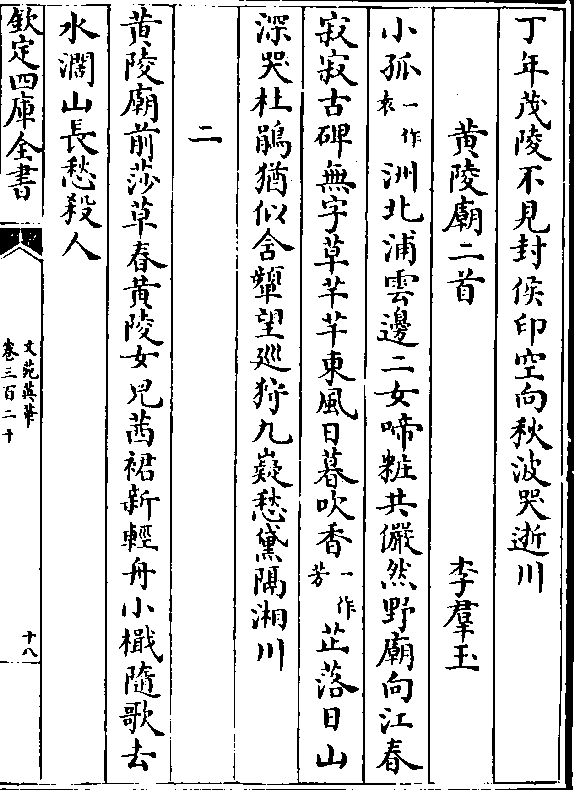 丁年茂陵不見封侯印空向秋波哭逝川
黄陵廟二首 李羣玉
小孤一作衣洲北浦雲邊二女啼粧共儼然野廟向江春
寂寂古碑無字草芊芊東風日暮吹香一作芳芷落日山
深哭杜鵑猶似含顰望廵狩九嶷愁黛隔湘川
二
黄陵廟前莎草春黄陵女兒茜裙新輕舟小檝隨歌去
水濶山長愁殺人
欽定四庫全書
文苑英華
卷三百二十
十八